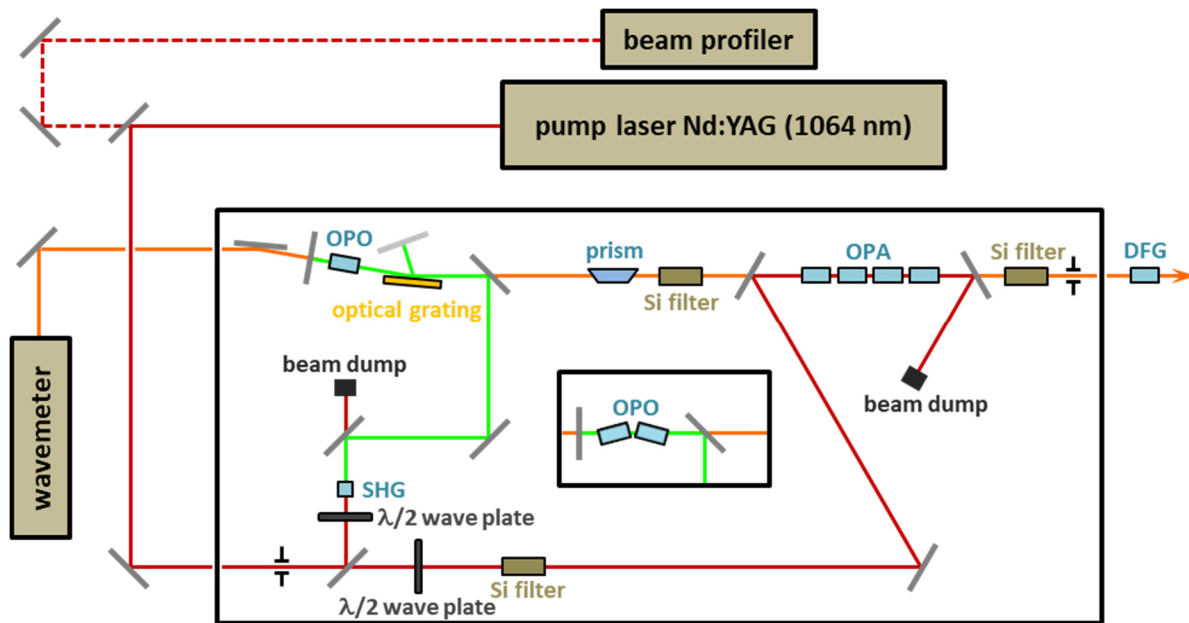 beam profiler
pump laser Nd:YAG (1064 nm)
OPO
prism
OPA
Si filter
DFG
optical grating
Si filter
beam dump
OPO
beam dump
wavemeter
SHG
λ/2 wave plate
Si filter
λ/2 wave plate